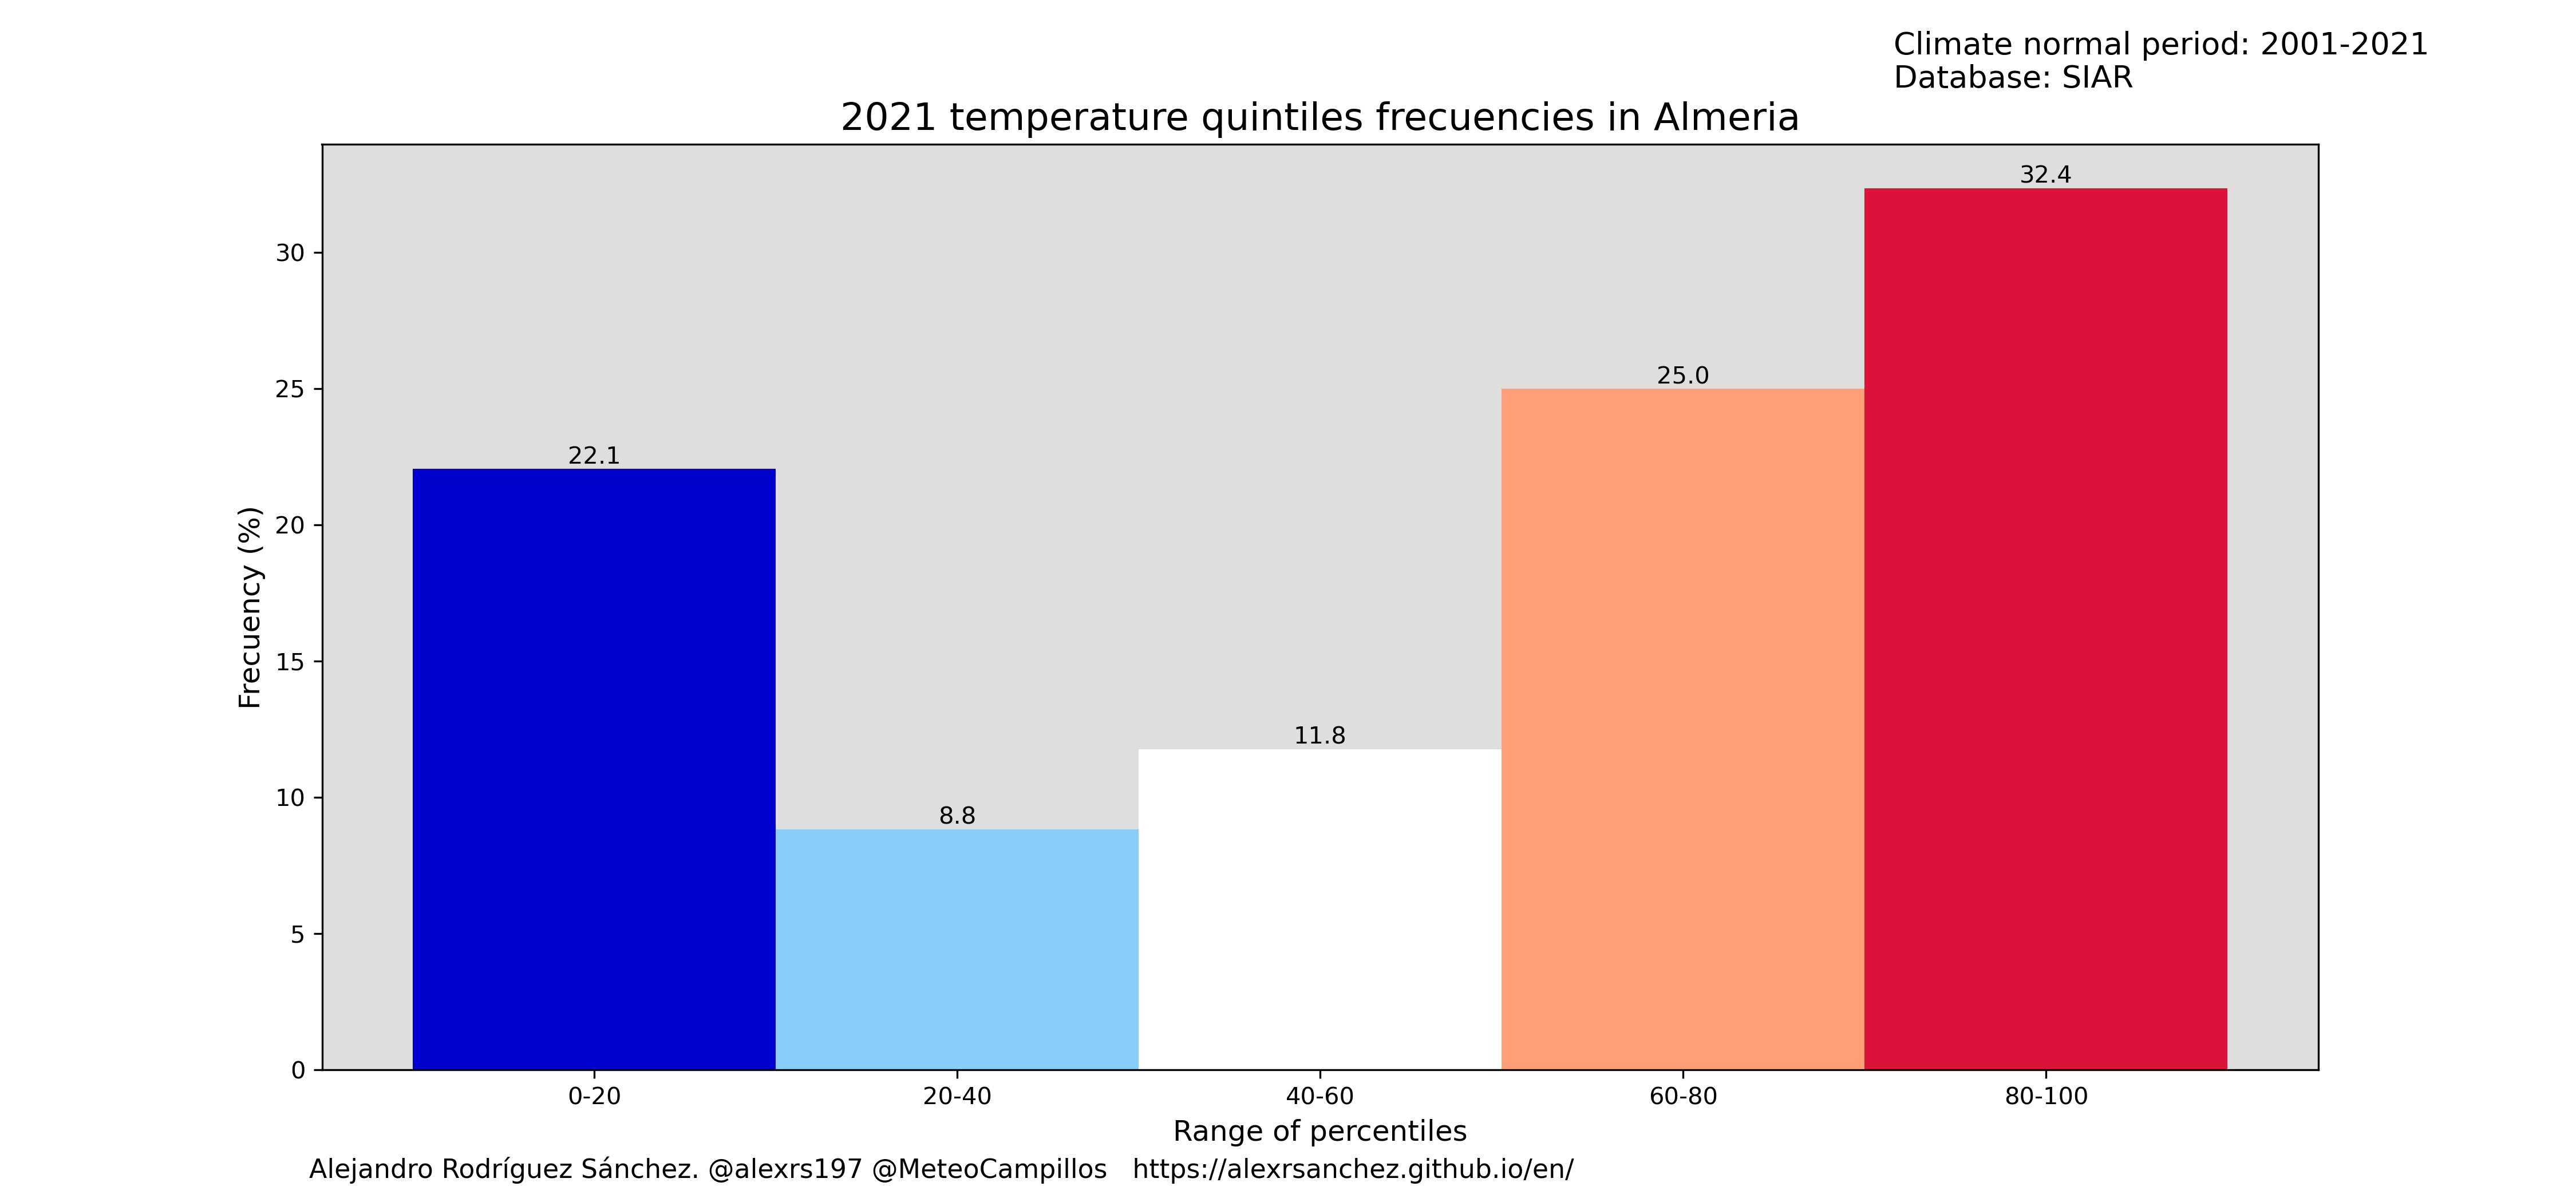 Climate normal period: 2001-2021
Database: SIAR
2021 temperature quintiles frecuencies in Almeria
Frecuency (%)
30
25
20
15
10
5
0
22.1
8.8
11.8
25.0
32.4
0-20
20-40
40-60
60-80
80-100
Range of percentiles
Alejandro Rodríguez Sánchez. @alexrs197 @MeteoCampillos   https://alexrsanchez.github.io/en/